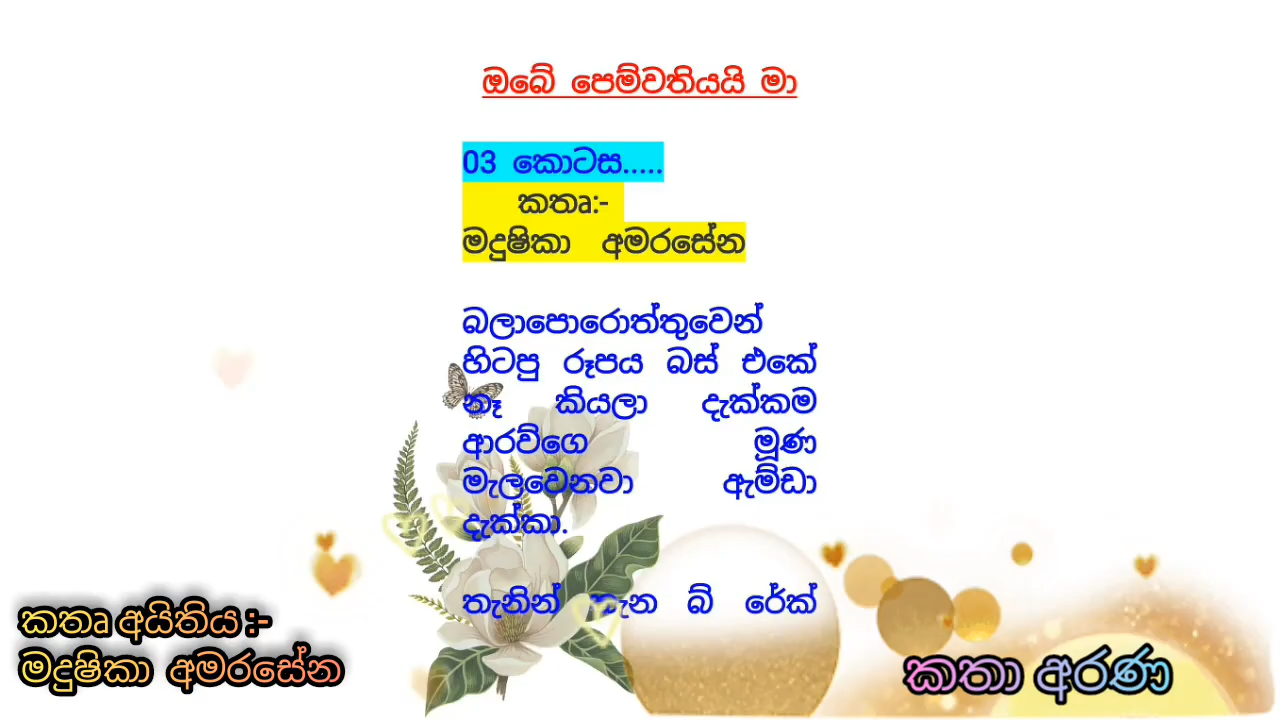 ඔබේ පෙම්වතියයි මා
03 කොටස.....
කතෘ:-
මදුෂිකා අමරසේන
බලාපොරොත්තුවෙන්
හිටපු රූපය බස් එකේ
නෑ කියලා දැක්කම
ආරව්ගෙ මූණ
මැලවෙනවා ඇම්ඩා
දැක්කා.
තැනින් තැන බ් රේක්
කතෘ අයිතිය :-
මදුෂිකා අමරසේන
කතා අරණ